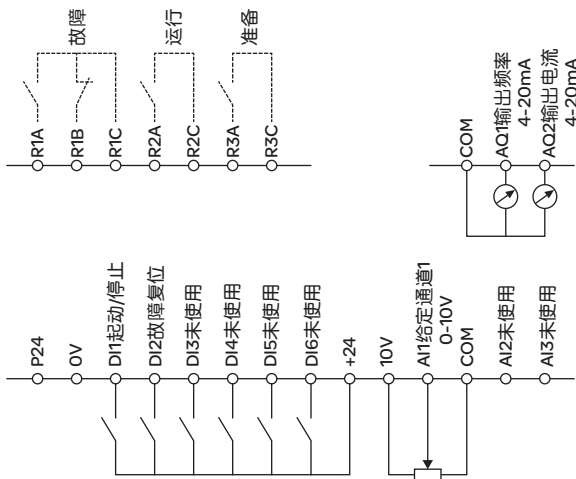 故障
运行
准备
R1A
R1B
R1C
R2A
R2C
R3A
R3C
COM
AQ1输出频率
4-20mA
AQ2输出电流
4-20mA
P24
0V
DI1起动/停止
DI2故障复位
DI3未使用
DI4未使用
DI5未使用
DI6未使用
+24
10V
AI1给定通道1
0-10V
COM
AI2未使用
AI3未使用